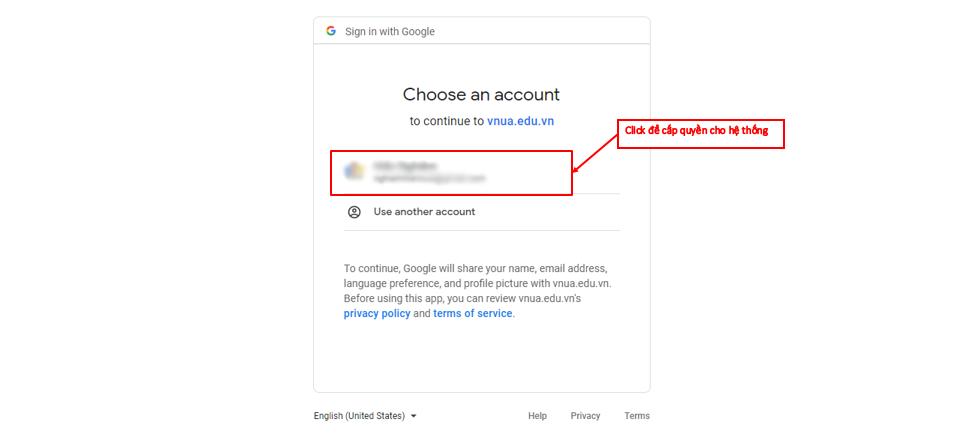 Sign in with Google
Choose an account
to continue to vnua.edu.vn
Click để cấp quyền cho hệ thống
Use another account
To continue, Google will share your name, email address,
language preference, and profile picture with vnua.edu.vn.
Before using this app, you can review vnua.edu.vn's
privacy policy and terms of service.
English (United States)
Help Privacy Terms